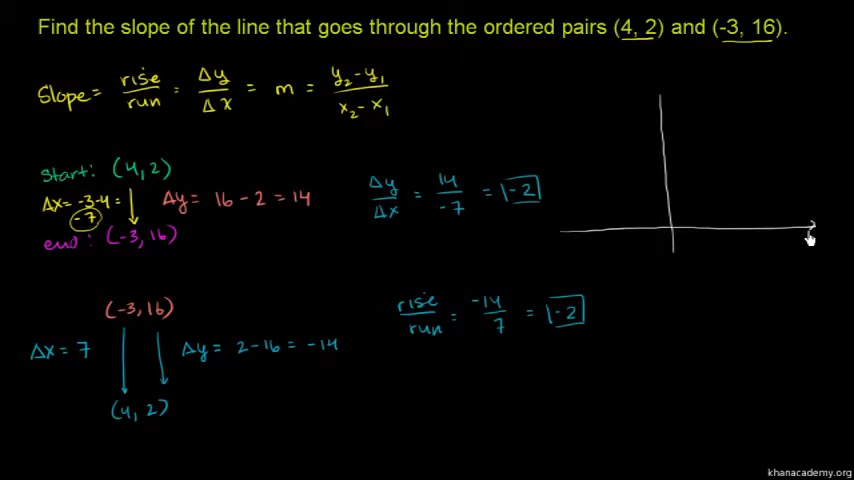 Find the slope of the line that goes through the ordered pairs (4, 2) and (-3, 16).
Slope = rise/run = Δy/Δx = m = y₂-y₁/x₂-x₁
Start: (4,2)
Δx = -3-4 = -7
Δy = 16 - 2 = 14
end: (-3, 16)
Δy/Δx = 14/-7 = -2
(-3, 16)
Δx = 7
Δy = 2 - 16 = -14
(4, 2)
rise/run = -14/7 = -2
khanacademy.org